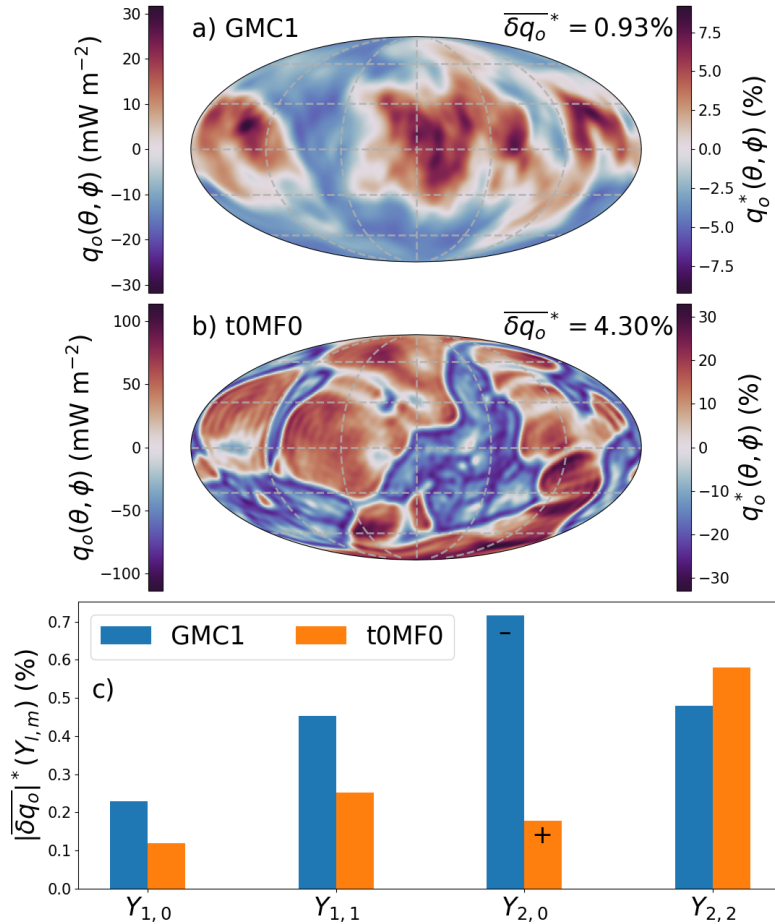 a) GMC1
$\overline{\delta q_o}^* = 0.93\%$
30
20
10
0
−10
−20
−30
$q_o(\theta, \phi)$ (mW m$^{-2}$)
7.5
5.0
2.5
0.0
−2.5
−5.0
−7.5
$q_o^*(\theta, \phi)$ (%)
b) t0MF0
$\overline{\delta q_o}^* = 4.30\%$
100
50
0
−50
−100
$q_o(\theta, \phi)$ (mW m$^{-2}$)
30
20
10
0
−10
−20
−30
$q_o^*(\theta, \phi)$ (%)
c)
GMC1
t0MF0
0.7
0.6
0.5
0.4
0.3
0.2
0.1
0.0
$|\overline{\delta q_o}|^*(Y_{l,m})$ (%)
–
+
$Y_{1,0}$
$Y_{1,1}$
$Y_{2,0}$
$Y_{2,2}$